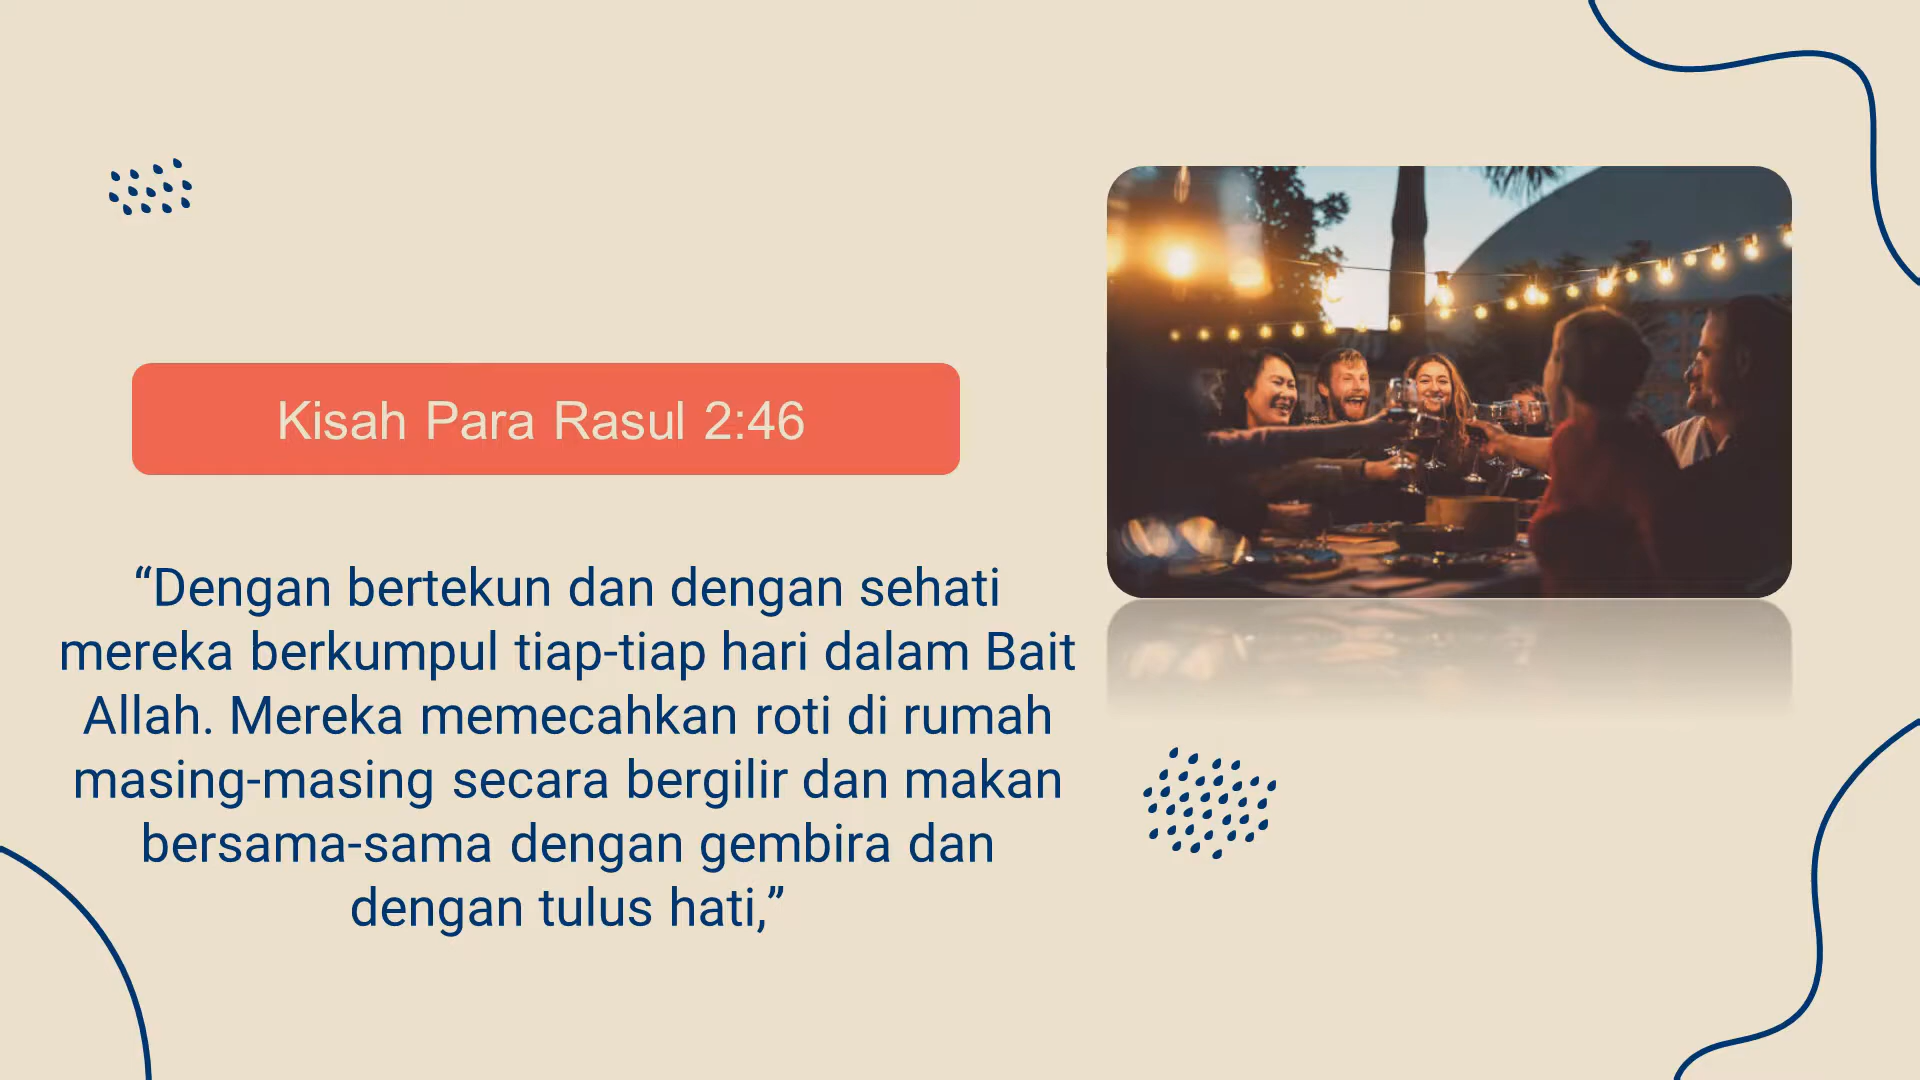 Kisah Para Rasul 2:46
“Dengan bertekun dan dengan sehati
mereka berkumpul tiap-tiap hari dalam Bait
Allah. Mereka memecahkan roti di rumah
masing-masing secara bergilir dan makan
bersama-sama dengan gembira dan
dengan tulus hati,”